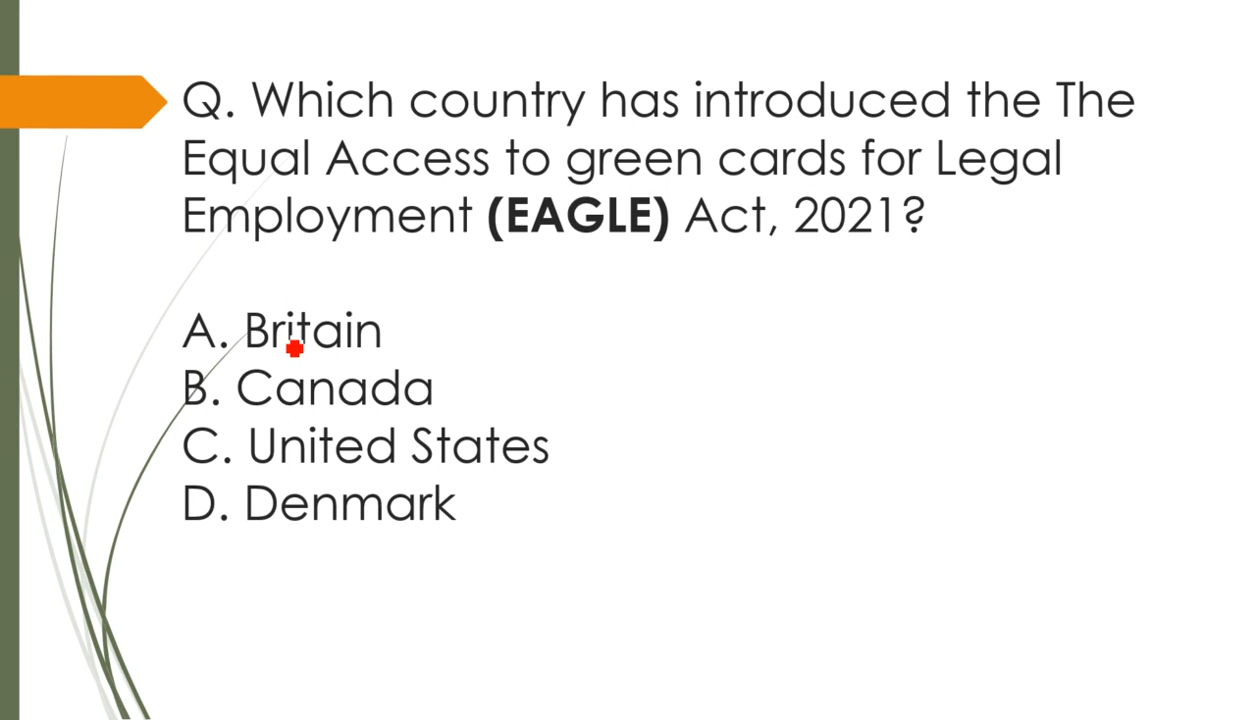 Q. Which country has introduced the The
Equal Access to green cards for Legal
Employment (EAGLE) Act, 2021?
A. Britain
B. Canada
C. United States
D. Denmark